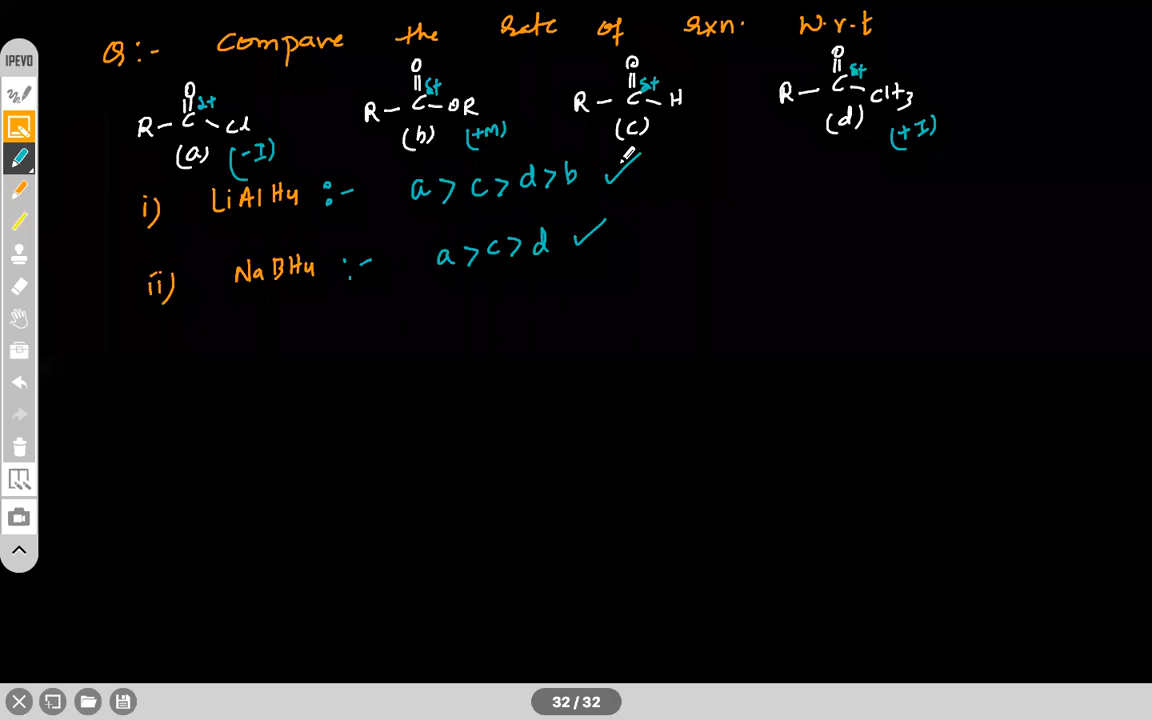 IPEVO
Q:- Compare the Rate of rxn. w.r.t
O O O O
R-C-Cl R-C-OR R-C-H R-C-CH3
δ+ δ+ δ+ δ+
(a) (-I) (b) (+M) (c) (d) (+I)
i) LiAlH4 :- a > c > d > b ✓
ii) NaBH4 :- a > c > d ✓
32 / 32